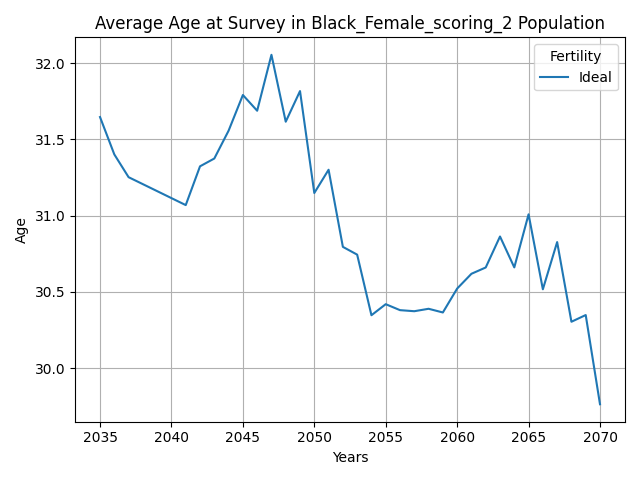 Average Age at Survey in Black_Female_scoring_2 Population
Fertility
Ideal
32.0
31.5
31.0
30.5
30.0
Age
2035 2040 2045 2050 2055 2060 2065 2070
Years